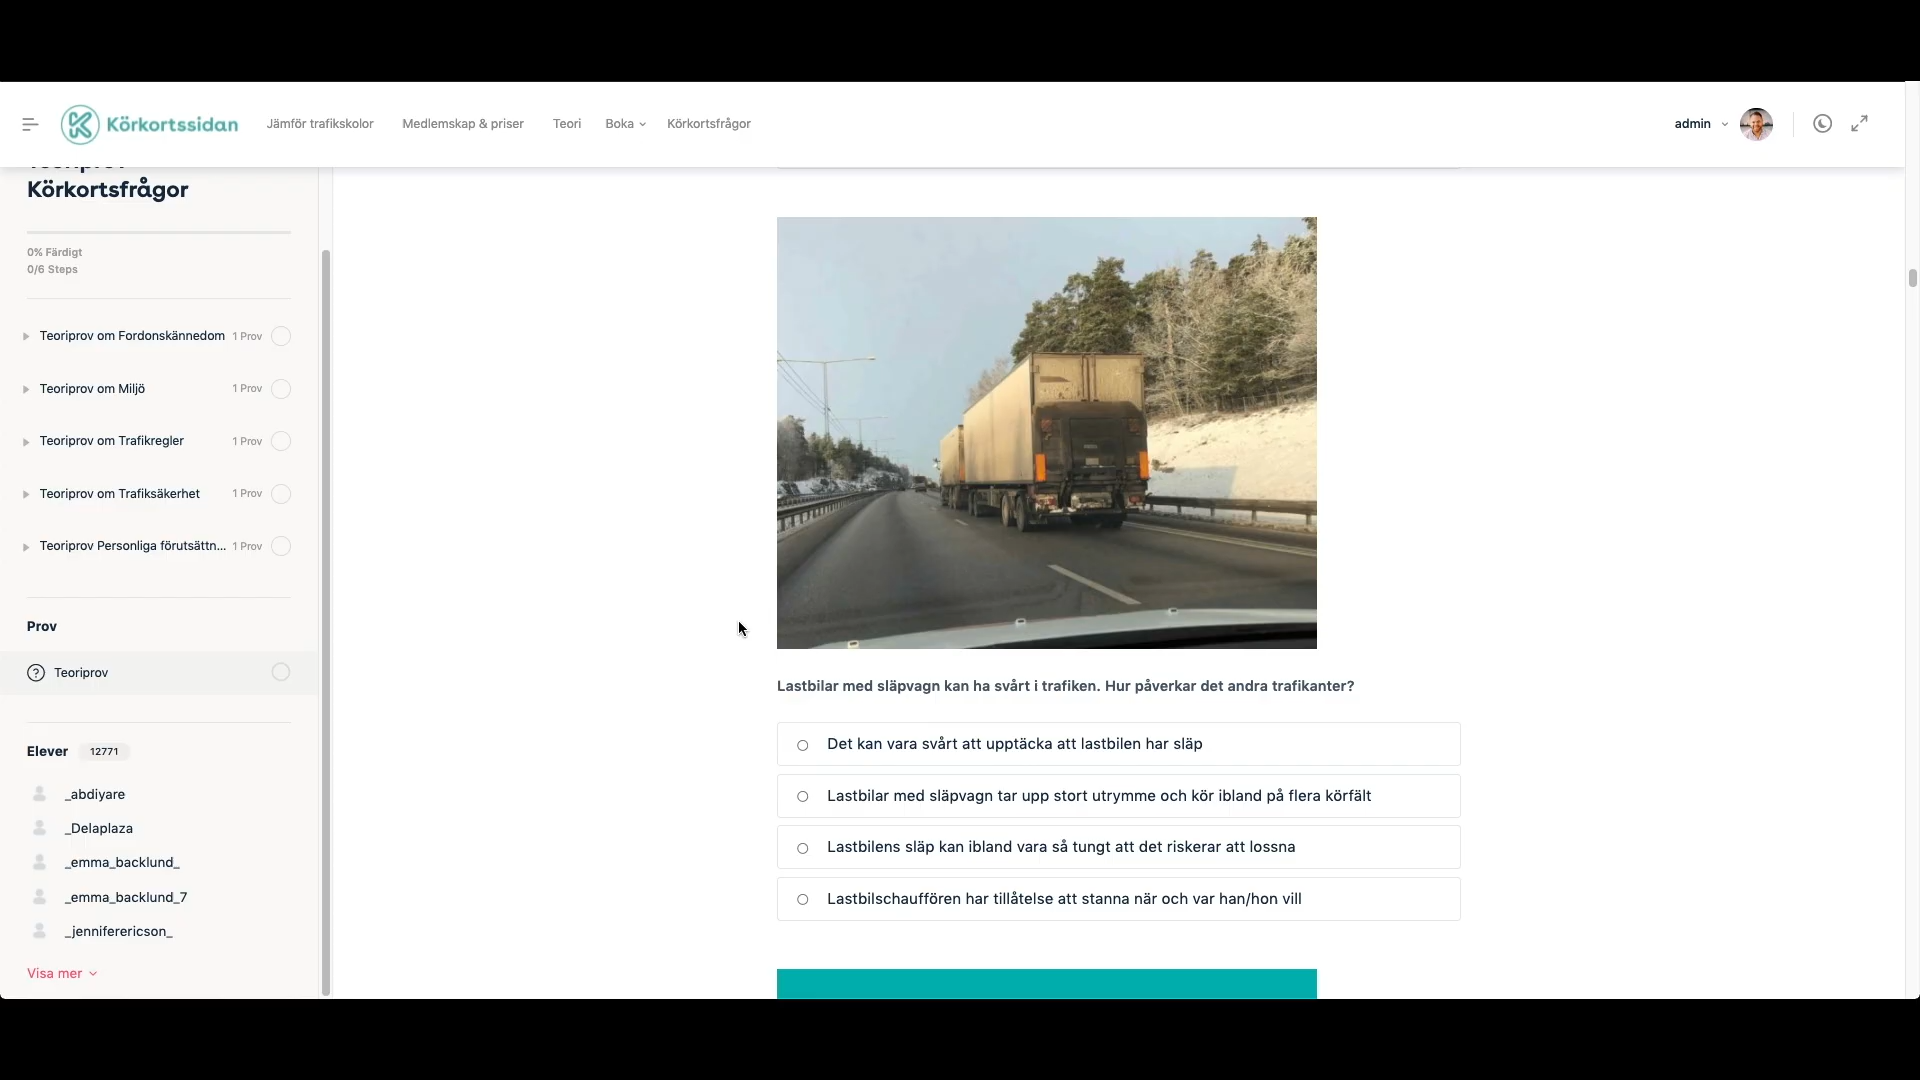 Körkortssidan
Jämför trafikskolor
Medlemskap & priser
Teori
Boka
Körkortsfrågor
admin
Teoriprov
Körkortsfrågor
0% Färdigt
0/6 Steps
Teoriprov om Fordonskännedom 1 Prov
Teoriprov om Miljö 1 Prov
Teoriprov om Trafikregler 1 Prov
Teoriprov om Trafiksäkerhet 1 Prov
Teoriprov Personliga förutsättn... 1 Prov
Prov
Teoriprov
Elever 12771
_abdiyare
_Delaplaza
_emma_backlund_
_emma_backlund_7
_jenniferericson_
Visa mer
Lastbilar med släpvagn kan ha svårt i trafiken. Hur påverkar det andra trafikanter?
Det kan vara svårt att upptäcka att lastbilen har släp
Lastbilar med släpvagn tar upp stort utrymme och kör ibland på flera körfält
Lastbilens släp kan ibland vara så tungt att det riskerar att lossna
Lastbilschauffören har tillåtelse att stanna när och var han/hon vill